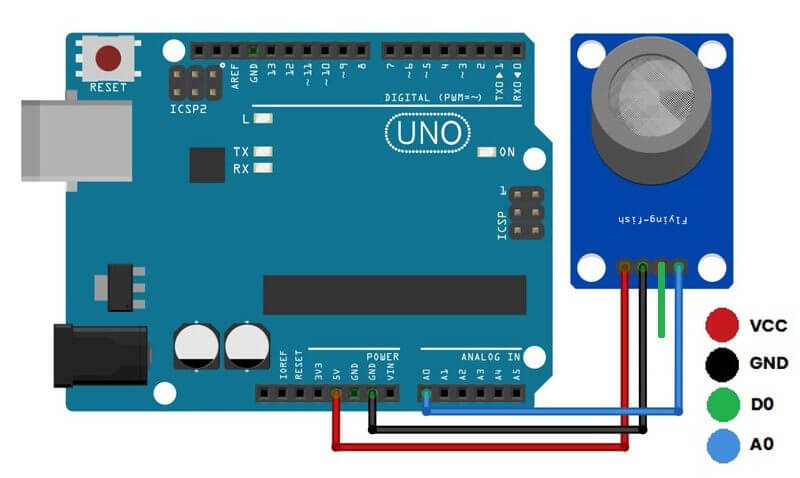 RESET
ICSP2
AREF
GND
13
12
~11
~10
~9
8
7
~6
~5
4
~3
2
TX0▶1
RX0◀0
DIGITAL (PWM=~)
L
TX
RX
UNO
ON
1
ICSP
Flying-fish
POWER
ANALOG IN
IOREF
RESET
3V3
5V
GND
GND
VIN
A0
A1
A2
A3
A4
A5
VCC
GND
D0
A0